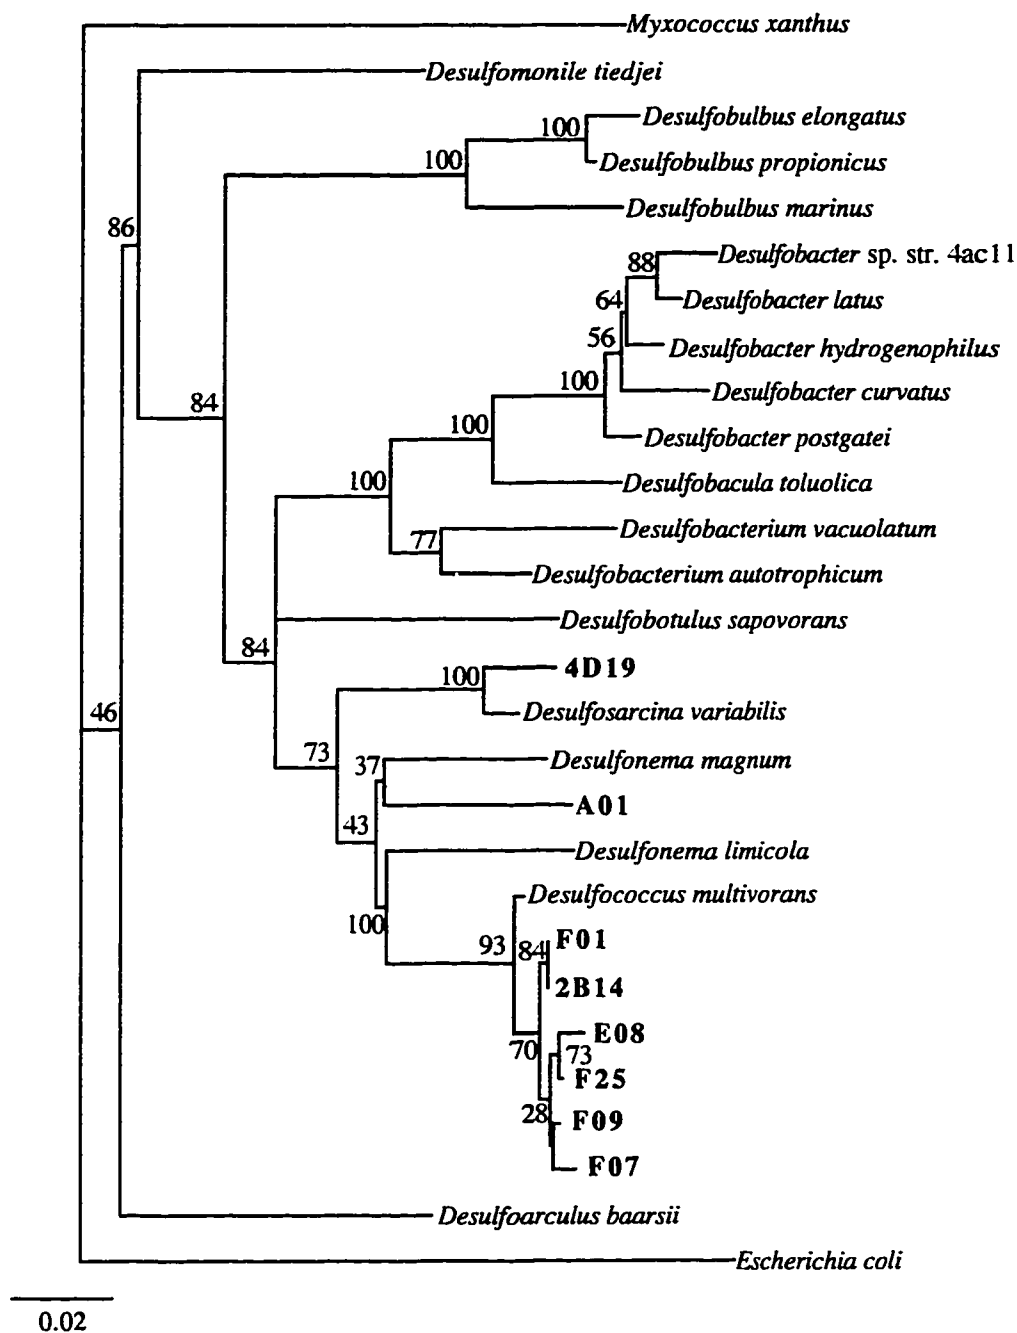 Myxococcus xanthus
Desulfomonile tiedjei
Desulfobulbus elongatus
100
Desulfobulbus propionicus
100
Desulfobulbus marinus
86
Desulfobacter sp. str. 4ac11
88
Desulfobacter latus
64
56
Desulfobacter hydrogenophilus
100
Desulfobacter curvatus
84
100
Desulfobacter postgatei
100
Desulfobacula toluolica
Desulfobacterium vacuolatum
77
Desulfobacterium autotrophicum
Desulfobotulus sapovorans
84
4D19
100
Desulfosarcina variabilis
46
73
37
Desulfonema magnum
A01
43
Desulfonema limicola
Desulfococcus multivorans
100
93
84
F01
2B14
E08
70
73
F25
28
F09
F07
Desulfoarculus baarsii
Escherichia coli
0.02